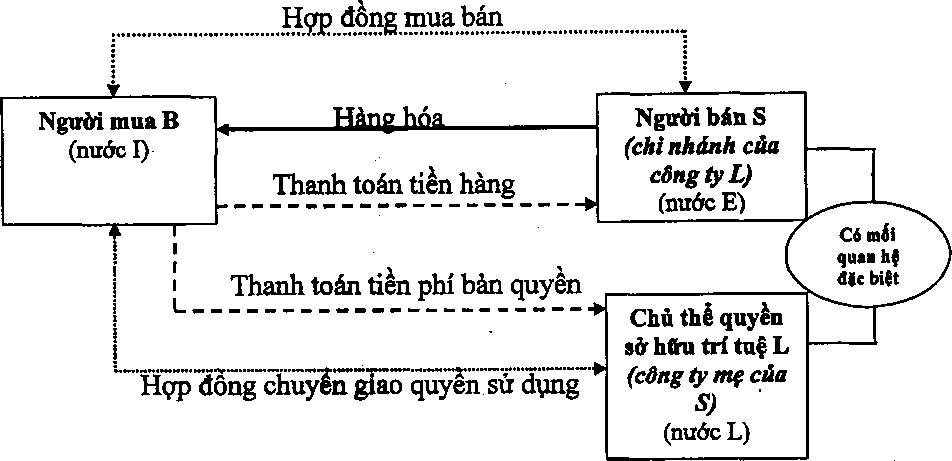 Hợp đồng mua bán
Người mua B
(nước I)
Hàng hóa
Người bán S
(chi nhánh của
công ty L)
(nước E)
Thanh toán tiền hàng
Có mối
quan hệ
đặc biệt
Thanh toán tiền phí bản quyền
Chủ thể quyền
sở hữu trí tuệ L
(công ty mẹ của
S)
(nước L)
Hợp đồng chuyển giao quyền sử dụng